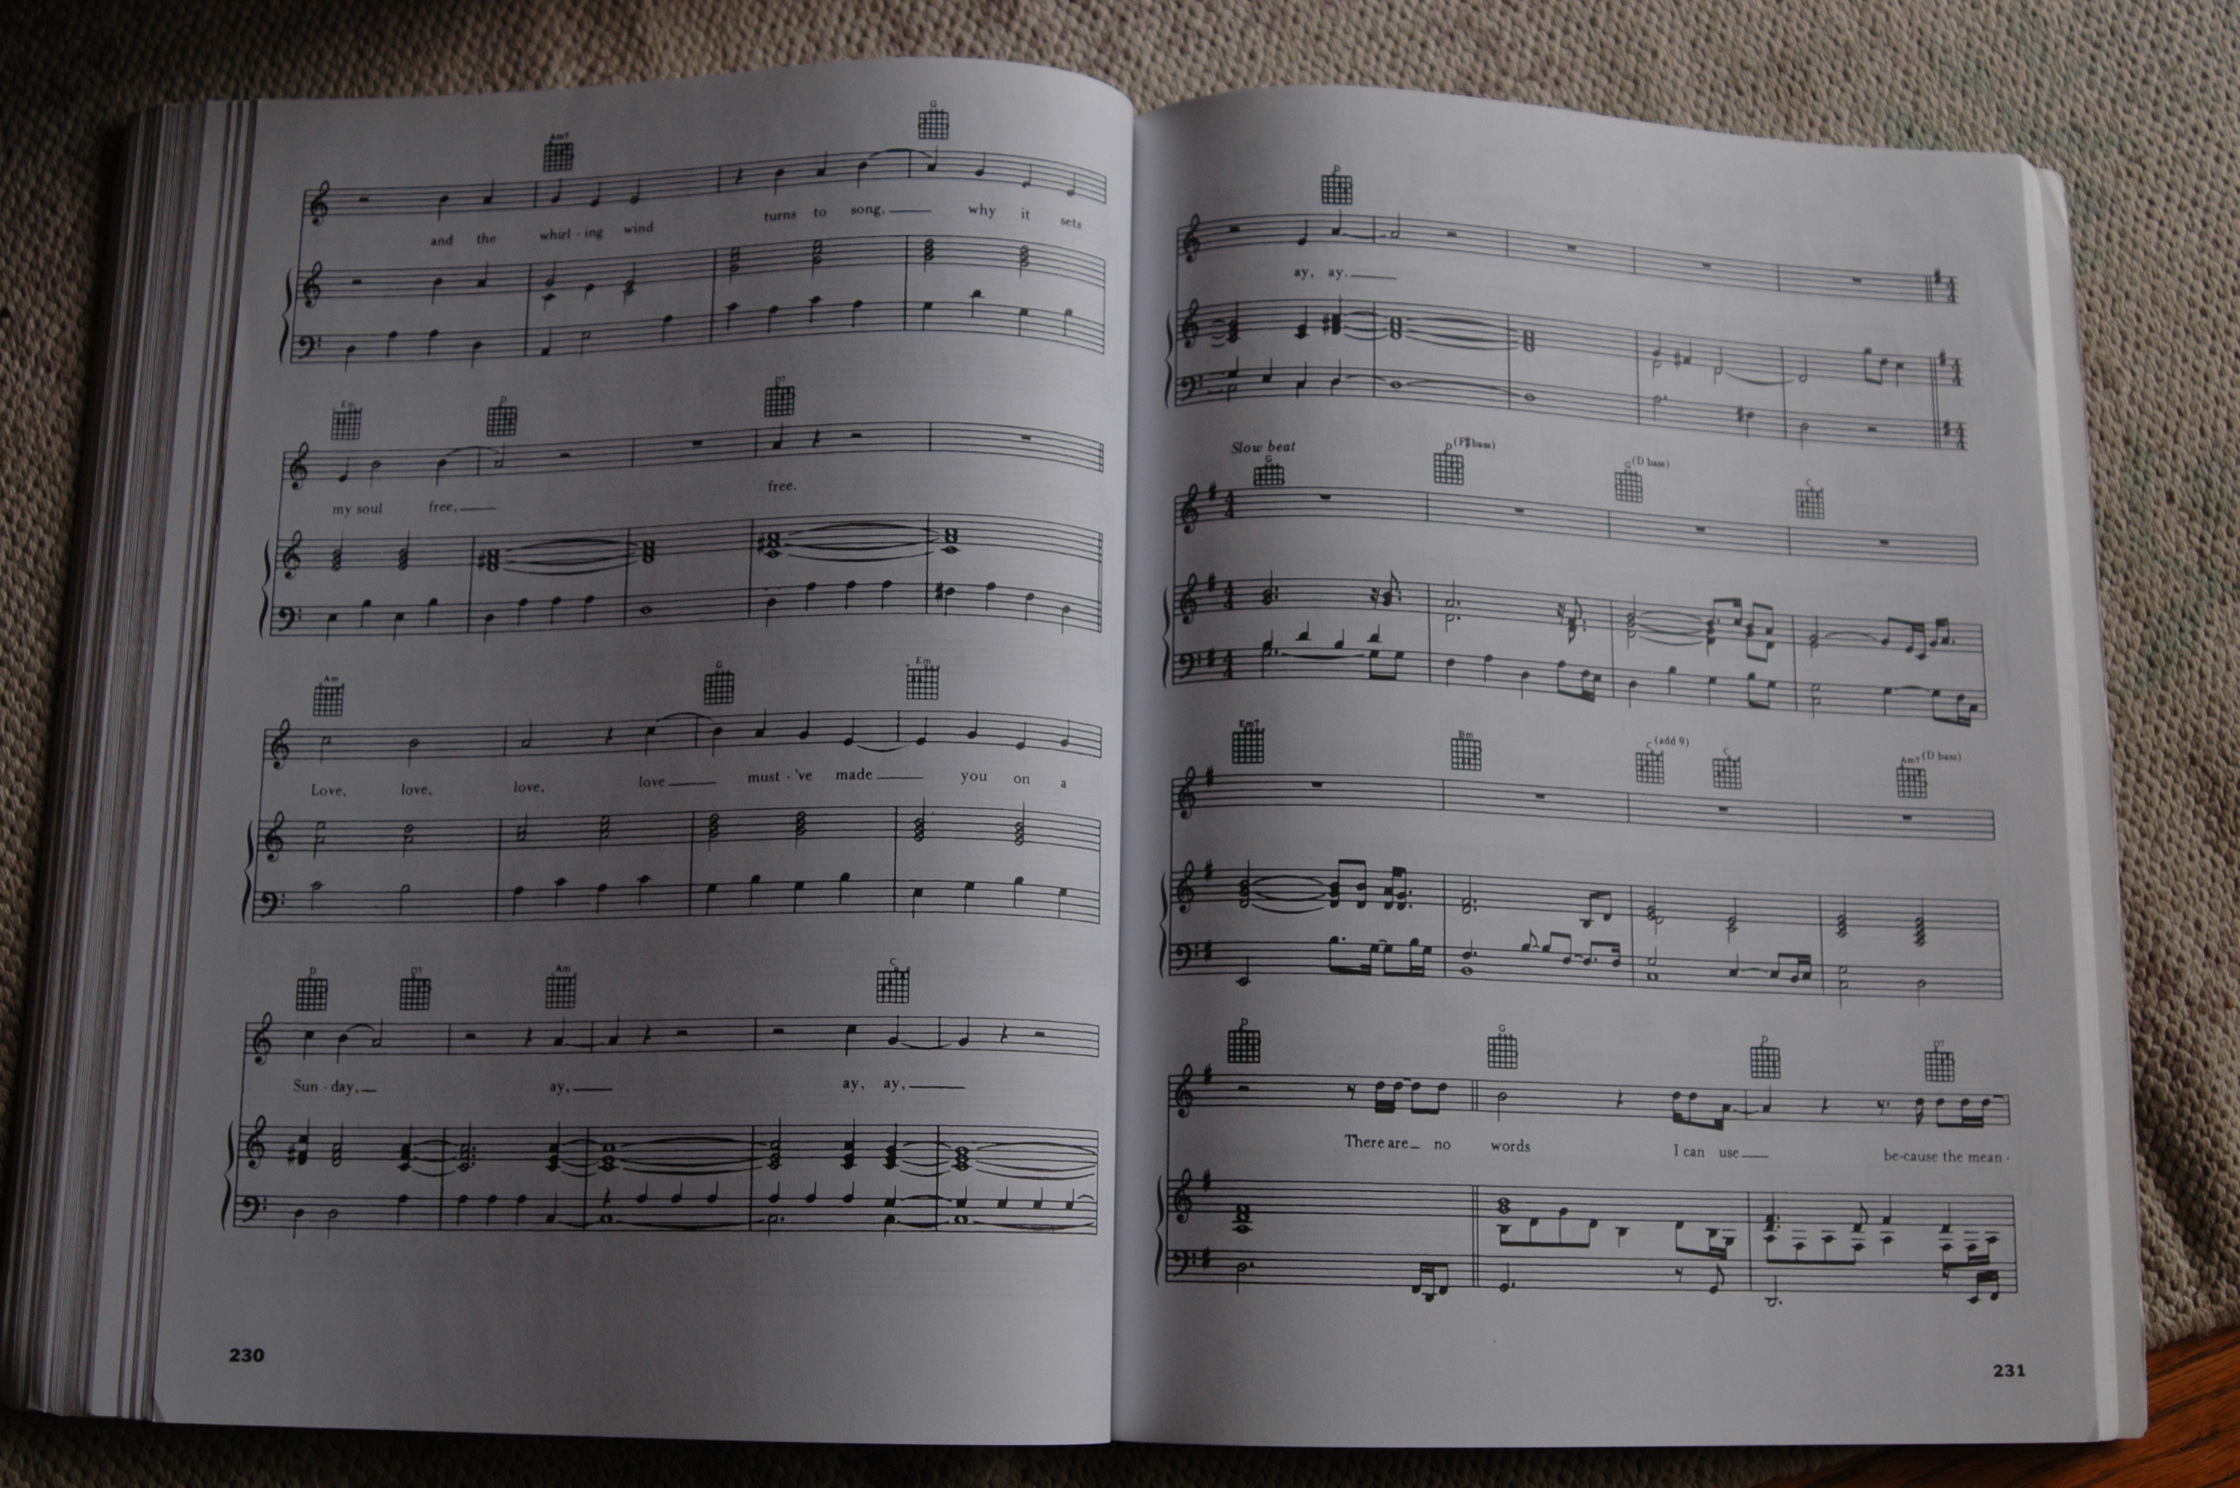 G
turns to song, why it sets
Am7
and the whirl - ing wind
Em D D7
my soul free, free.
Am G Em
Love, love, love, love must - 've made you on a
D D7 Am C
Sun - day, ay, ay, ay,
230
D
ay, ay.
Slow beat
G D (F♯ bass) G (D bass) C
Em7 Bm C (add 9) C Am7 (D bass)
D G D D7
There are no words I can use be-cause the mean -
231